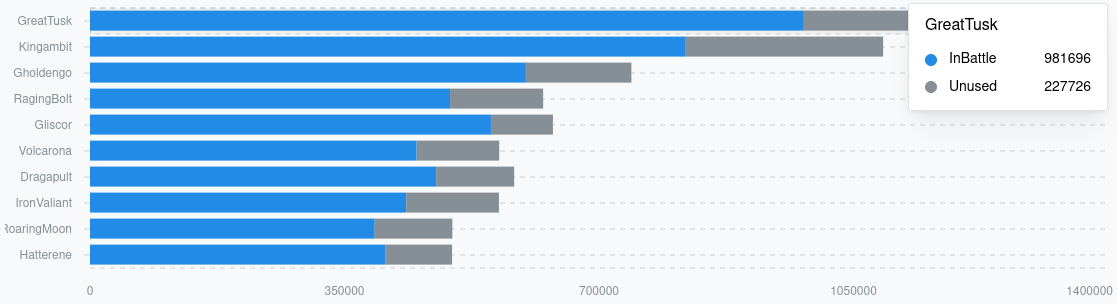 GreatTusk
Kingambit
Gholdengo
RagingBolt
Gliscor
Volcarona
Dragapult
IronValiant
RoaringMoon
Hatterene
0 350000 700000 1050000 1400000
GreatTusk
InBattle 981696
Unused 227726